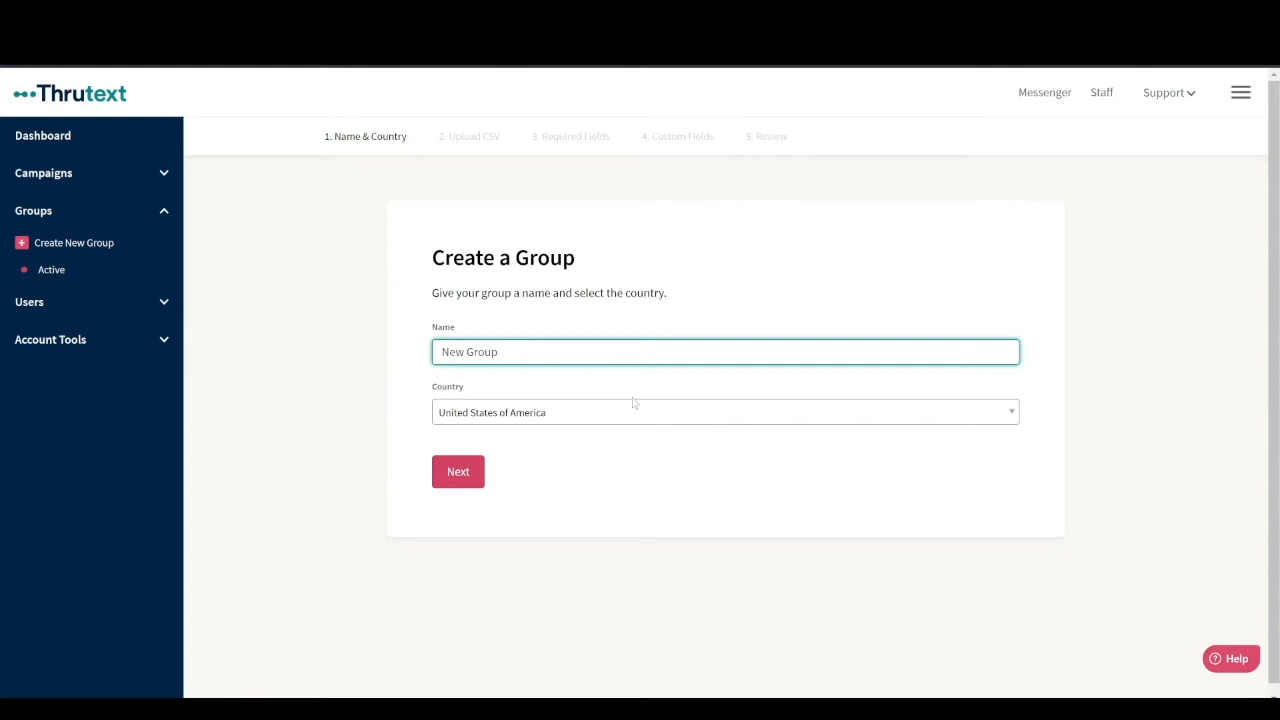 Thrutext
Messenger Staff Support
Dashboard
Campaigns
Groups
Create New Group
Active
Users
Account Tools
1. Name & Country 2. Upload CSV 3. Required Fields 4. Custom Fields 5. Review
Create a Group
Give your group a name and select the country.
Name
New Group
Country
United States of America
Next
Help